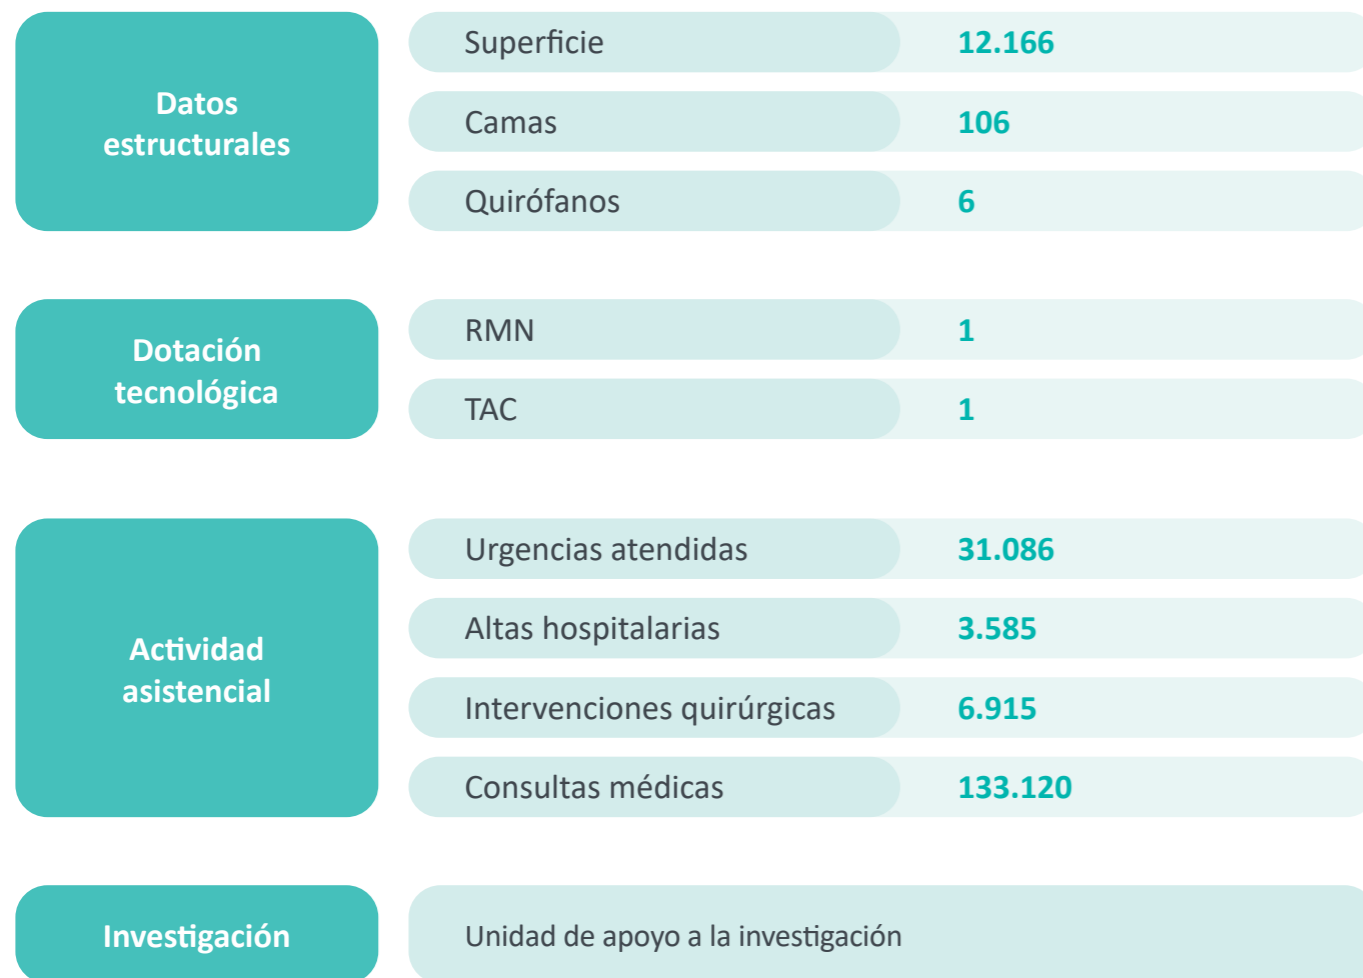 Datos
estructurales
Superficie 12.166
Camas 106
Quirófanos 6
Dotación
tecnológica
RMN 1
TAC 1
Actividad
asistencial
Urgencias atendidas 31.086
Altas hospitalarias 3.585
Intervenciones quirúrgicas 6.915
Consultas médicas 133.120
Investigación
Unidad de apoyo a la investigación